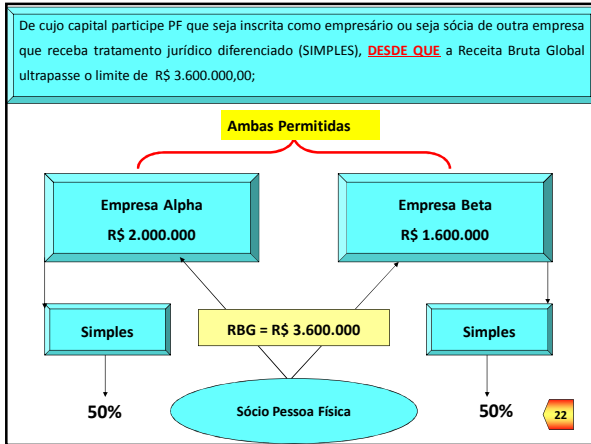 De cujo capital participe PF que seja inscrita como empresário ou seja sócia de outra empresa
que receba tratamento jurídico diferenciado (SIMPLES), DESDE QUE a Receita Bruta Global
ultrapasse o limite de R$ 3.600.000,00;
Ambas Permitidas
Empresa Alpha
R$ 2.000.000
Empresa Beta
R$ 1.600.000
Simples
RBG = R$ 3.600.000
Simples
50%
Sócio Pessoa Física
50%
22